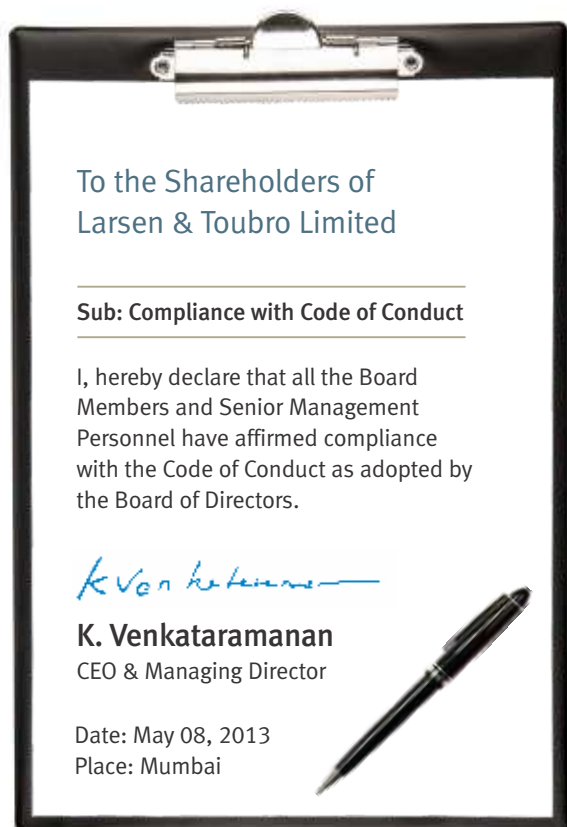 To the Shareholders of
Larsen & Toubro Limited
Sub: Compliance with Code of Conduct
I, hereby declare that all the Board
Members and Senior Management
Personnel have affirmed compliance
with the Code of Conduct as adopted by
the Board of Directors.
K. Venkataramanan
CEO & Managing Director
Date: May 08, 2013
Place: Mumbai